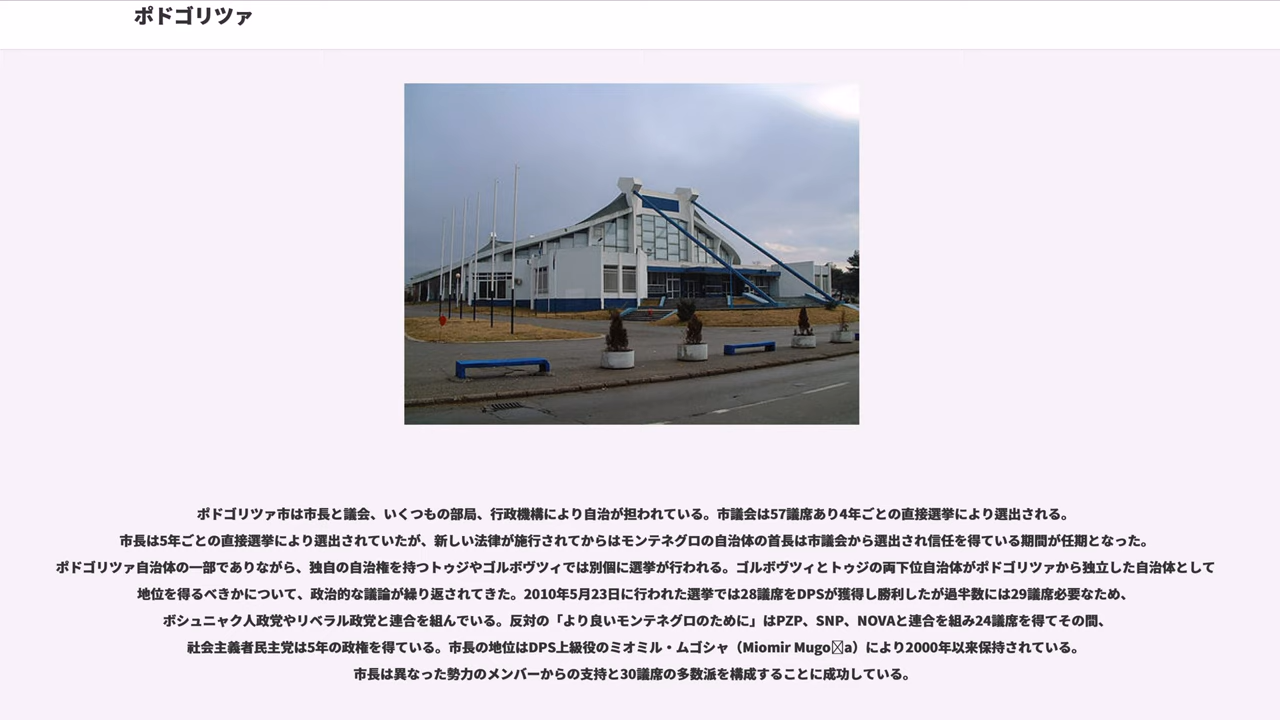 ポドゴリツァ
ポドゴリツァ市は市長と議会、いくつもの部局、行政機構により自治が担われている。市議会は57議席あり4年ごとの直接選挙により選出される。
市長は5年ごとの直接選挙により選出されていたが、新しい法律が施行されてからはモンテネグロの自治体の首長は市議会から選出され信任を得ている期間が任期となった。
ポドゴリツァ自治体の一部でありながら、独自の自治権を持つトゥジやゴルボヴツィでは別個に選挙が行われる。ゴルボヴツィとトゥジの両下位自治体がポドゴリツァから独立した自治体として
地位を得るべきかについて、政治的な議論が繰り返されてきた。2010年5月23日に行われた選挙では28議席をDPSが獲得し勝利したが過半数には29議席必要なため、
ボシュニャク人政党やリベラル政党と連合を組んでいる。反対の「より良いモンテネグロのために」はPZP、SNP、NOVAと連合を組み24議席を得てその間、
社会主義者民主党は5年の政権を得ている。市長の地位はDPS上級役のミオミル・ムゴシャ（Miomir Mugo〿a）により2000年以来保持されている。
市長は異なった勢力のメンバーからの支持と30議席の多数派を構成することに成功している。